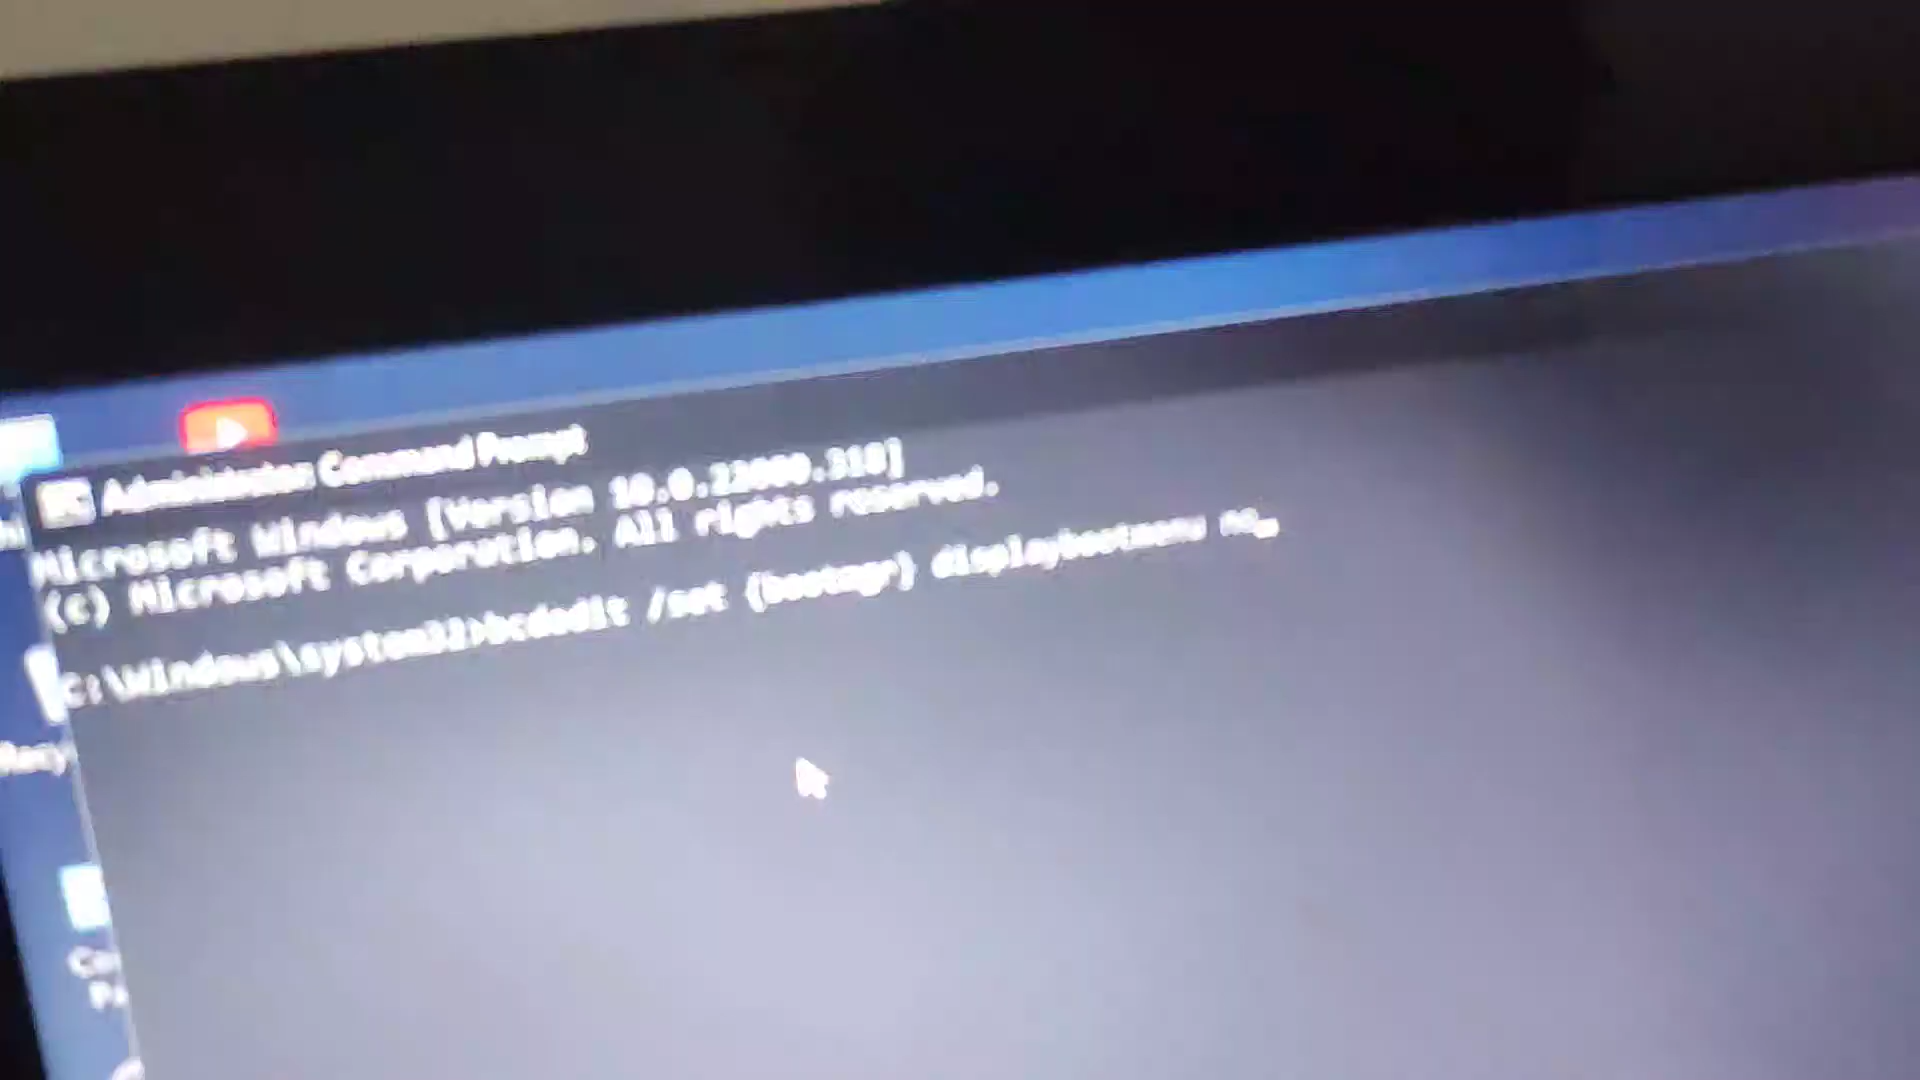 Administrator: Command Prompt
Microsoft Windows [Version 10.0.22000.318]
(c) Microsoft Corporation. All rights reserved.
C:\Windows\system32>bcdedit /set {bootmgr} displaybootmenu no_